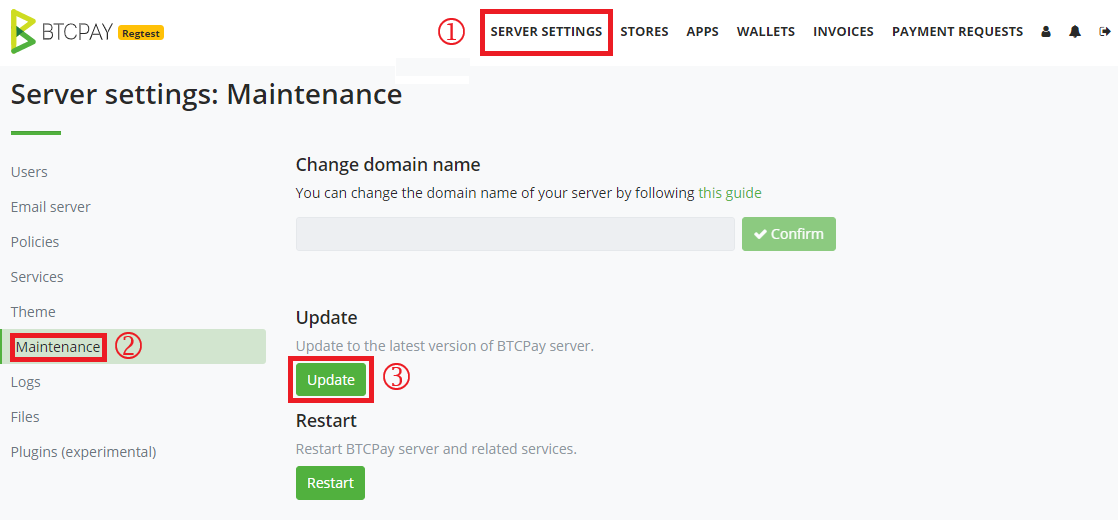 BTCPAY Regtest ① SERVER SETTINGS STORES APPS WALLETS INVOICES PAYMENT REQUESTS
Server settings: Maintenance
Users
Email server
Policies
Services
Theme
Maintenance ②
Logs
Files
Plugins (experimental)
Change domain name
You can change the domain name of your server by following this guide
Confirm
Update
Update to the latest version of BTCPay server.
Update ③
Restart
Restart BTCPay server and related services.
Restart